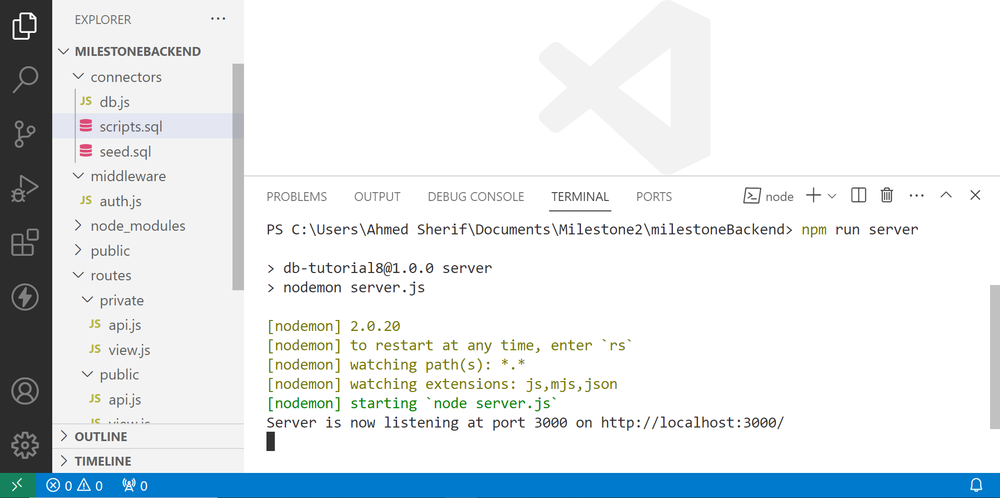 EXPLORER
MILESTONEBACKEND
connectors
JS db.js
scripts.sql
seed.sql
middleware
JS auth.js
node_modules
public
routes
private
JS api.js
JS view.js
public
JS api.js
JS view.js
OUTLINE
TIMELINE
PROBLEMS OUTPUT DEBUG CONSOLE TERMINAL PORTS node
PS C:\Users\Ahmed Sherif\Documents\Milestone2\milestoneBackend> npm run server
> db-tutorial8@1.0.0 server
> nodemon server.js
[nodemon] 2.0.20
[nodemon] to restart at any time, enter `rs`
[nodemon] watching path(s): *.*
[nodemon] watching extensions: js,mjs,json
[nodemon] starting `node server.js`
Server is now listening at port 3000 on http://localhost:3000/
0 0 0